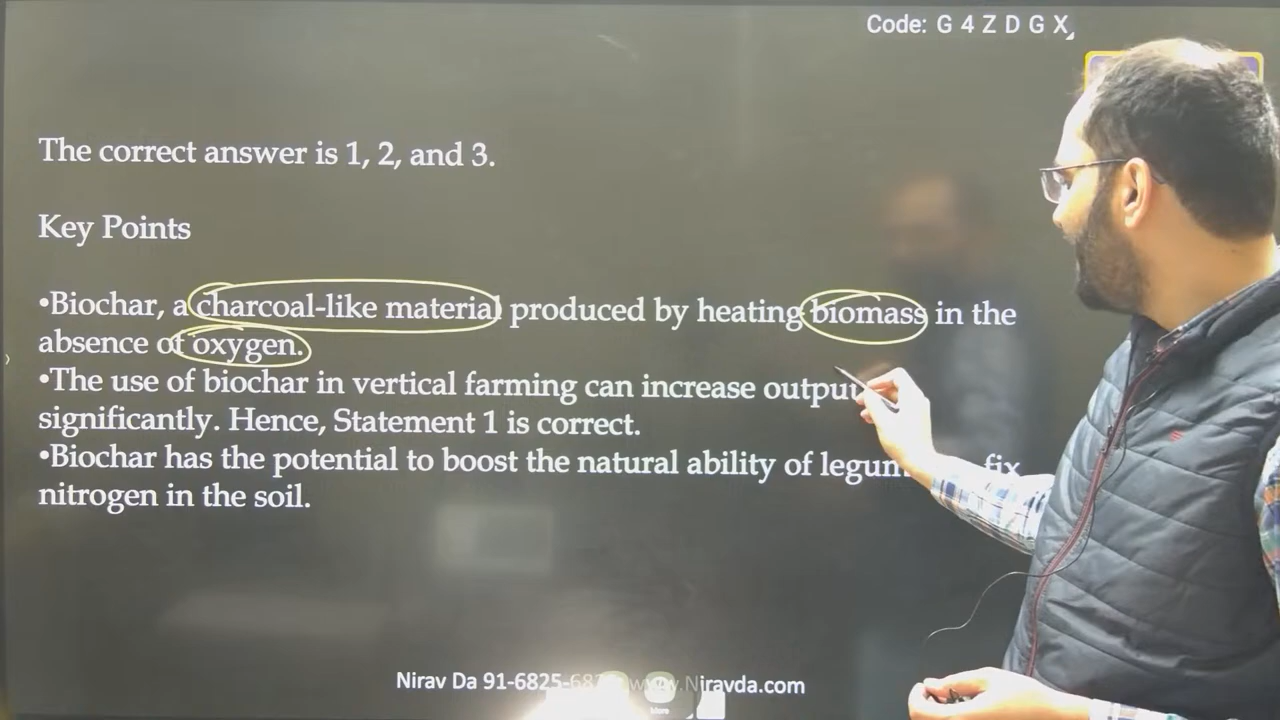 Code: G 4 Z D G X
The correct answer is 1, 2, and 3.
Key Points
•Biochar, a charcoal-like material produced by heating biomass in the
absence of oxygen.
•The use of biochar in vertical farming can increase output
significantly. Hence, Statement 1 is correct.
•Biochar has the potential to boost the natural ability of fix
nitrogen in the soil.
Nirav Da 91-6825- www.Niravda.com
More